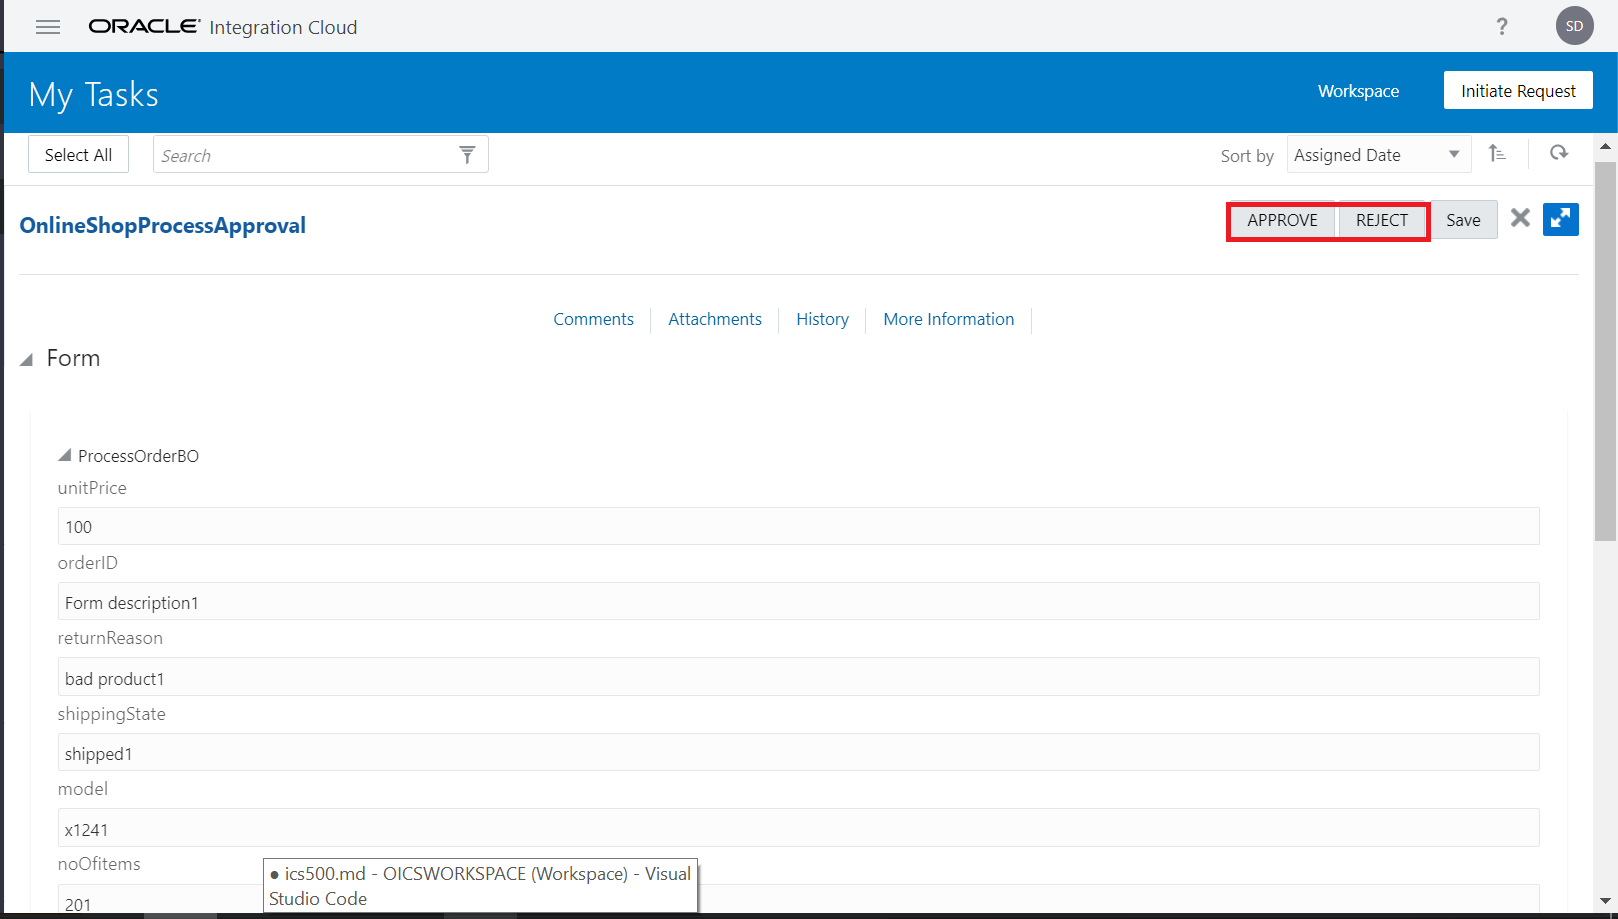 ORACLE Integration Cloud
?
SD
My Tasks
Workspace
Initiate Request
Select All
Search
Sort by
Assigned Date
OnlineShopProcessApproval
APPROVE
REJECT
Save
Comments
Attachments
History
More Information
Form
ProcessOrderBO
unitPrice
100
orderID
Form description1
returnReason
bad product1
shippingState
shipped1
model
x1241
noOfitems
201
● ics500.md - OICSWORKSPACE (Workspace) - Visual
Studio Code